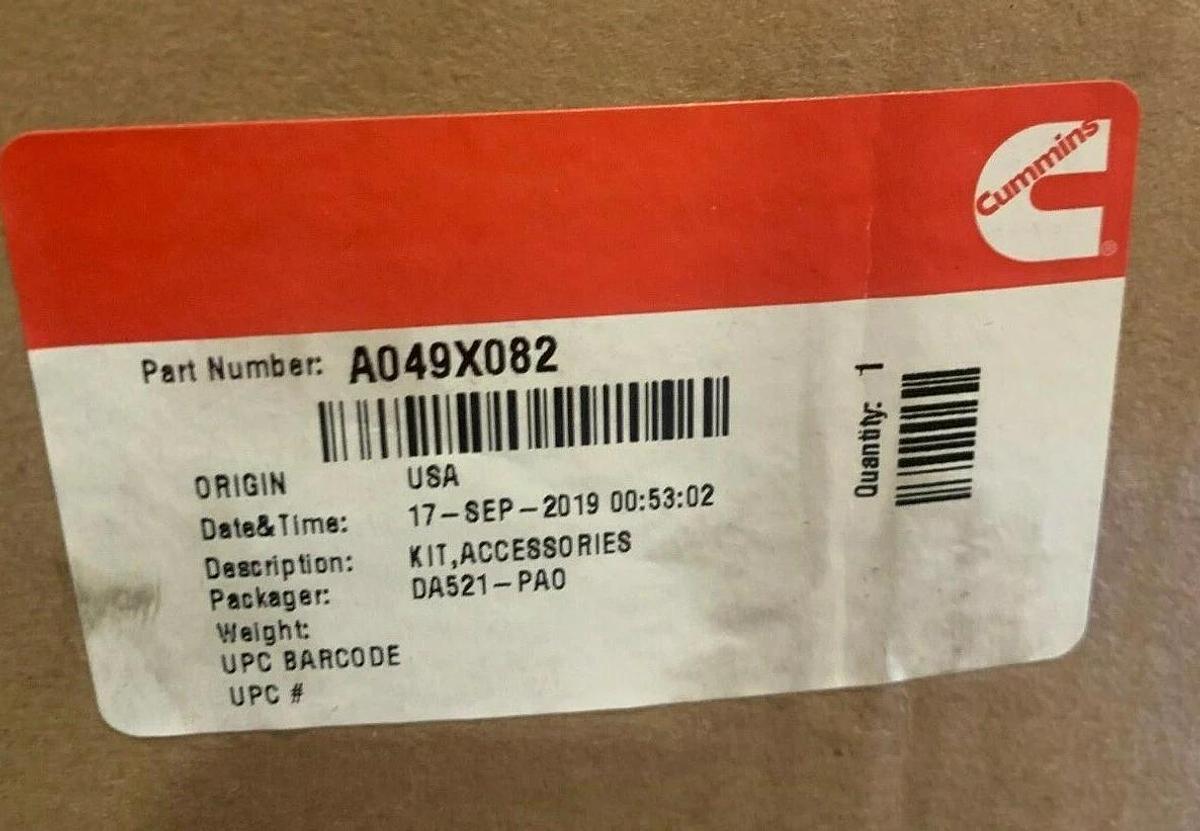 Cummins
®
Part Number: A049X082
Quantity: 1
ORIGIN USA
Date&Time: 17-SEP-2019 00:53:02
Description: KIT,ACCESSORIES
Packager: DA521-PA0
Weight:
UPC BARCODE
UPC #